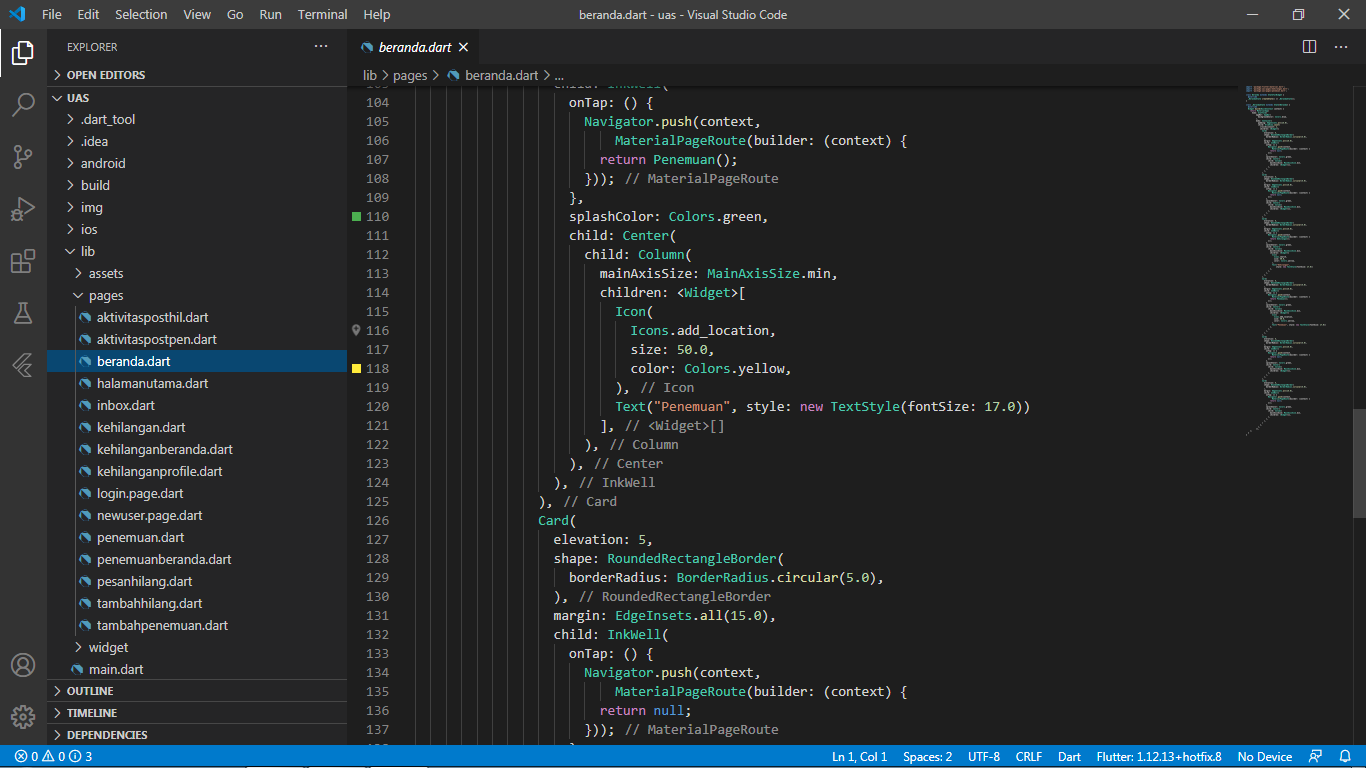 File Edit Selection View Go Run Terminal Help
beranda.dart - uas - Visual Studio Code
EXPLORER
OPEN EDITORS
UAS
.dart_tool
.idea
android
build
img
ios
lib
assets
pages
aktivitasposthil.dart
aktivitaspostpen.dart
beranda.dart
halamanutama.dart
inbox.dart
kehilangan.dart
kehilanganberanda.dart
kehilanganprofile.dart
login.page.dart
newuser.page.dart
penemuan.dart
penemuanberanda.dart
pesanhilang.dart
tambahhilang.dart
tambahpenemuan.dart
widget
main.dart
OUTLINE
TIMELINE
DEPENDENCIES
beranda.dart
lib > pages > beranda.dart > ...
103 child: InkWell(
104 onTap: () {
105 Navigator.push(context,
106 MaterialPageRoute(builder: (context) {
107 return Penemuan();
108 })); // MaterialPageRoute
109 },
110 splashColor: Colors.green,
111 child: Center(
112 child: Column(
113 mainAxisSize: MainAxisSize.min,
114 children: <Widget>[
115 Icon(
116 Icons.add_location,
117 size: 50.0,
118 color: Colors.yellow,
119 ), // Icon
120 Text("Penemuan", style: new TextStyle(fontSize: 17.0))
121 ], // <Widget>[]
122 ), // Column
123 ), // Center
124 ), // InkWell
125 ), // Card
126 Card(
127 elevation: 5,
128 shape: RoundedRectangleBorder(
129 borderRadius: BorderRadius.circular(5.0),
130 ), // RoundedRectangleBorder
131 margin: EdgeInsets.all(15.0),
132 child: InkWell(
133 onTap: () {
134 Navigator.push(context,
135 MaterialPageRoute(builder: (context) {
136 return null;
137 })); // MaterialPageRoute
0 0 3
Ln 1, Col 1 Spaces: 2 UTF-8 CRLF Dart Flutter: 1.12.13+hotfix.8 No Device